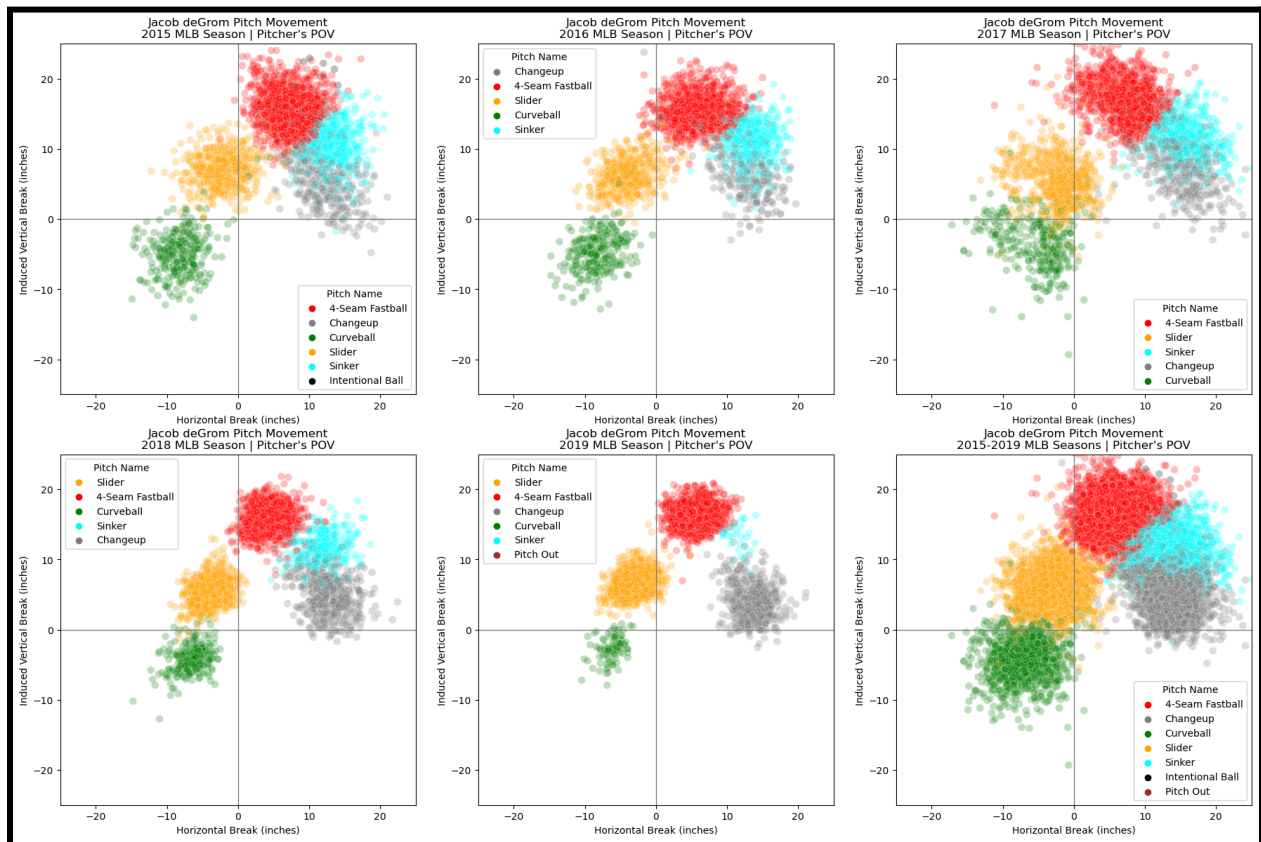 Jacob deGrom Pitch Movement
2015 MLB Season | Pitcher's POV
Induced Vertical Break (inches)
20
10
0
−10
−20
Pitch Name
4-Seam Fastball
Changeup
Curveball
Slider
Sinker
Intentional Ball
−20 −10 0 10 20
Horizontal Break (inches)
Jacob deGrom Pitch Movement
2016 MLB Season | Pitcher's POV
Induced Vertical Break (inches)
20
10
0
−10
−20
Pitch Name
Changeup
4-Seam Fastball
Slider
Curveball
Sinker
−20 −10 0 10 20
Horizontal Break (inches)
Jacob deGrom Pitch Movement
2017 MLB Season | Pitcher's POV
Induced Vertical Break (inches)
20
10
0
−10
−20
Pitch Name
4-Seam Fastball
Slider
Sinker
Changeup
Curveball
−20 −10 0 10 20
Horizontal Break (inches)
Jacob deGrom Pitch Movement
2018 MLB Season | Pitcher's POV
Induced Vertical Break (inches)
20
10
0
−10
−20
Pitch Name
Slider
4-Seam Fastball
Curveball
Sinker
Changeup
−20 −10 0 10 20
Horizontal Break (inches)
Jacob deGrom Pitch Movement
2019 MLB Season | Pitcher's POV
Induced Vertical Break (inches)
20
10
0
−10
−20
Pitch Name
Slider
4-Seam Fastball
Changeup
Curveball
Sinker
Pitch Out
−20 −10 0 10 20
Horizontal Break (inches)
Jacob deGrom Pitch Movement
2015-2019 MLB Seasons | Pitcher's POV
Induced Vertical Break (inches)
20
10
0
−10
−20
Pitch Name
4-Seam Fastball
Changeup
Curveball
Slider
Sinker
Intentional Ball
Pitch Out
−20 −10 0 10 20
Horizontal Break (inches)